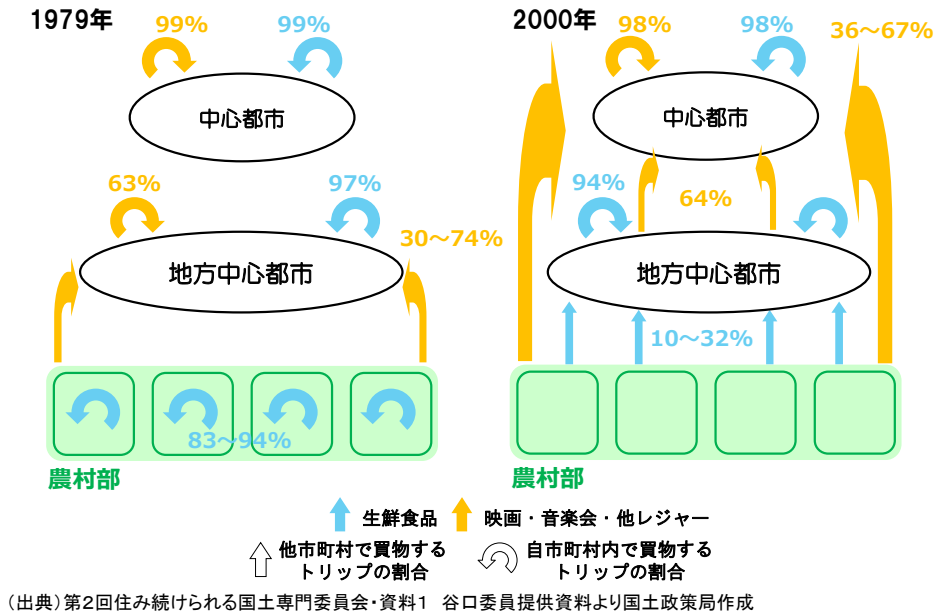 1979年
99%
99%
中心都市
63%
97%
地方中心都市
30～74%
83～94%
農村部
2000年
98%
98%
36～67%
中心都市
94%
64%
地方中心都市
10～32%
農村部
生鮮食品
映画・音楽会・他レジャー
他市町村で買物する
トリップの割合
自市町村内で買物する
トリップの割合
（出典）第２回住み続けられる国土専門委員会・資料１　谷口委員提供資料より国土政策局作成